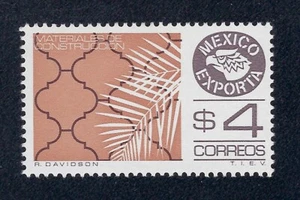 MATERIALES DE
CONSTRUCCION
MEXICO
EXPORTA
$4
CORREOS
R. DAVIDSON
T.I.E.V.